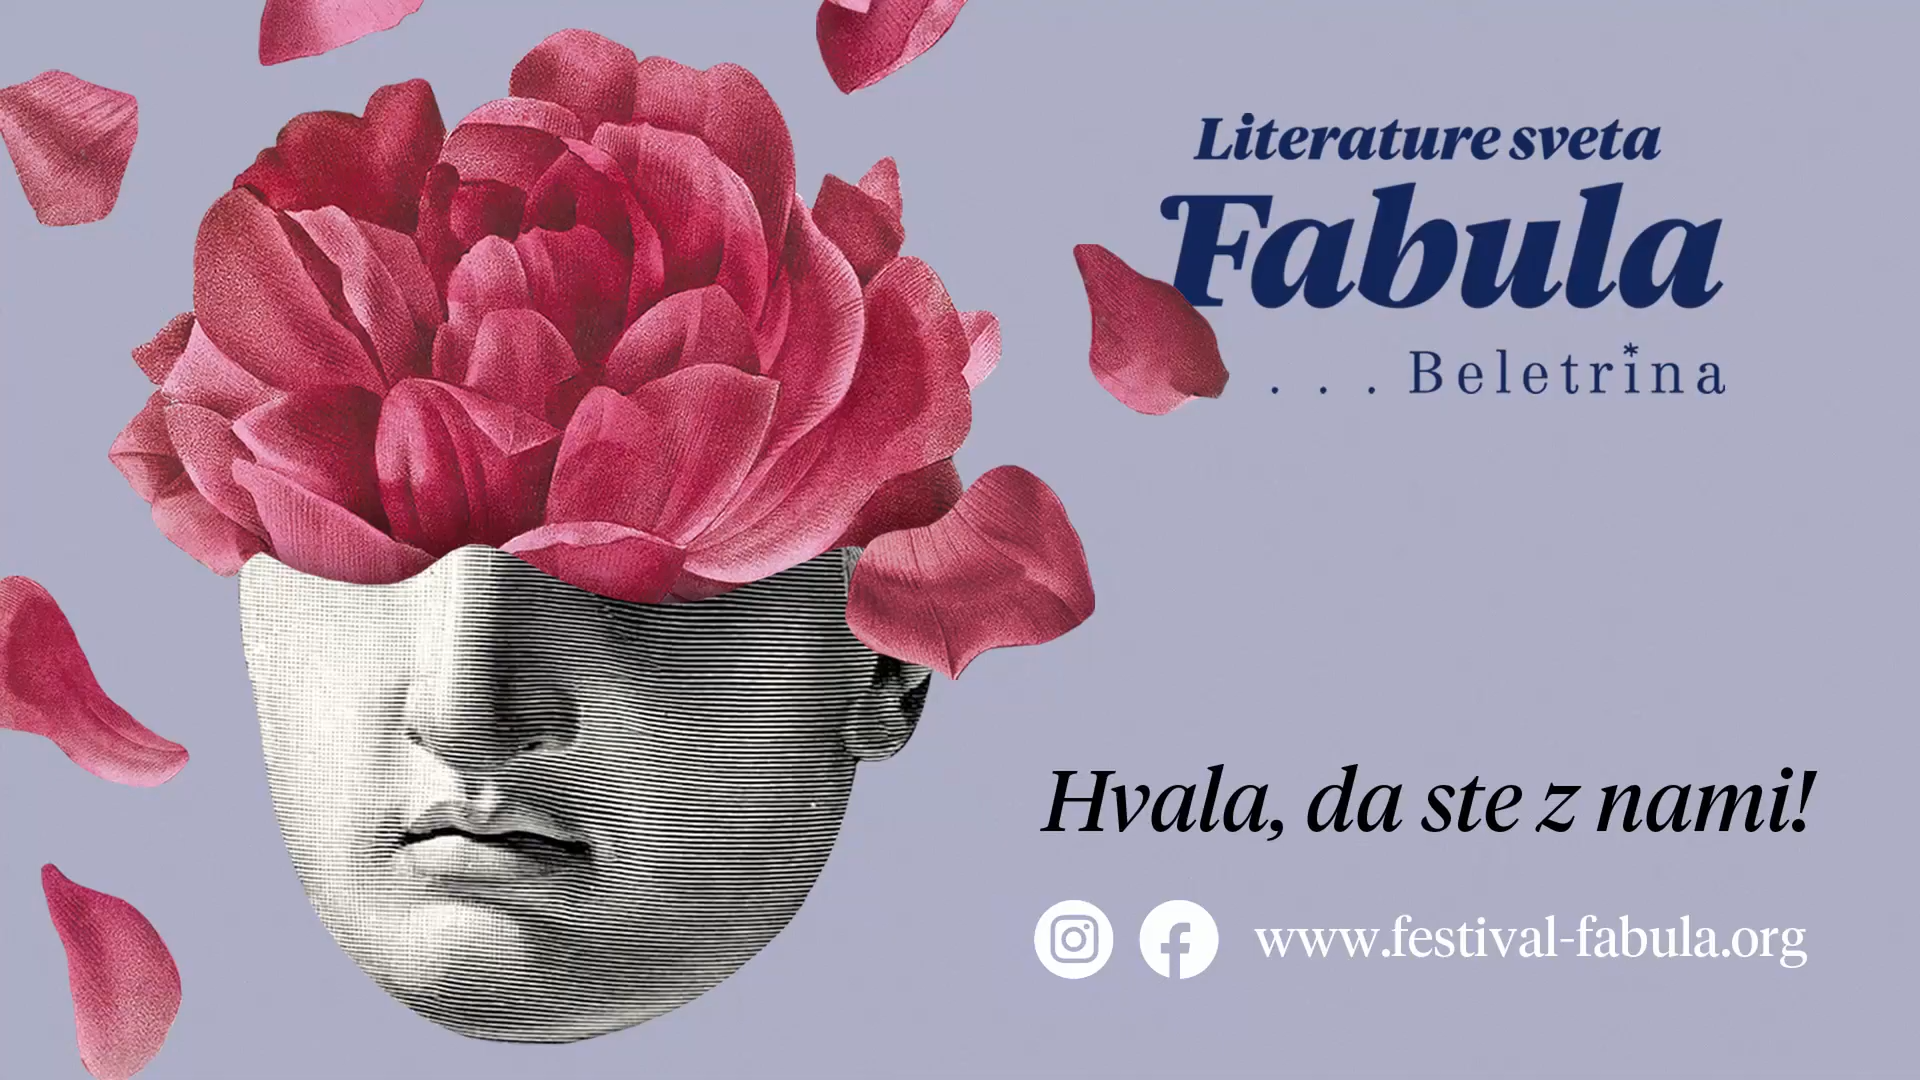 Literature sveta
Fabula
. . . Beletrina
Hvala, da ste z nami!
www.festival-fabula.org